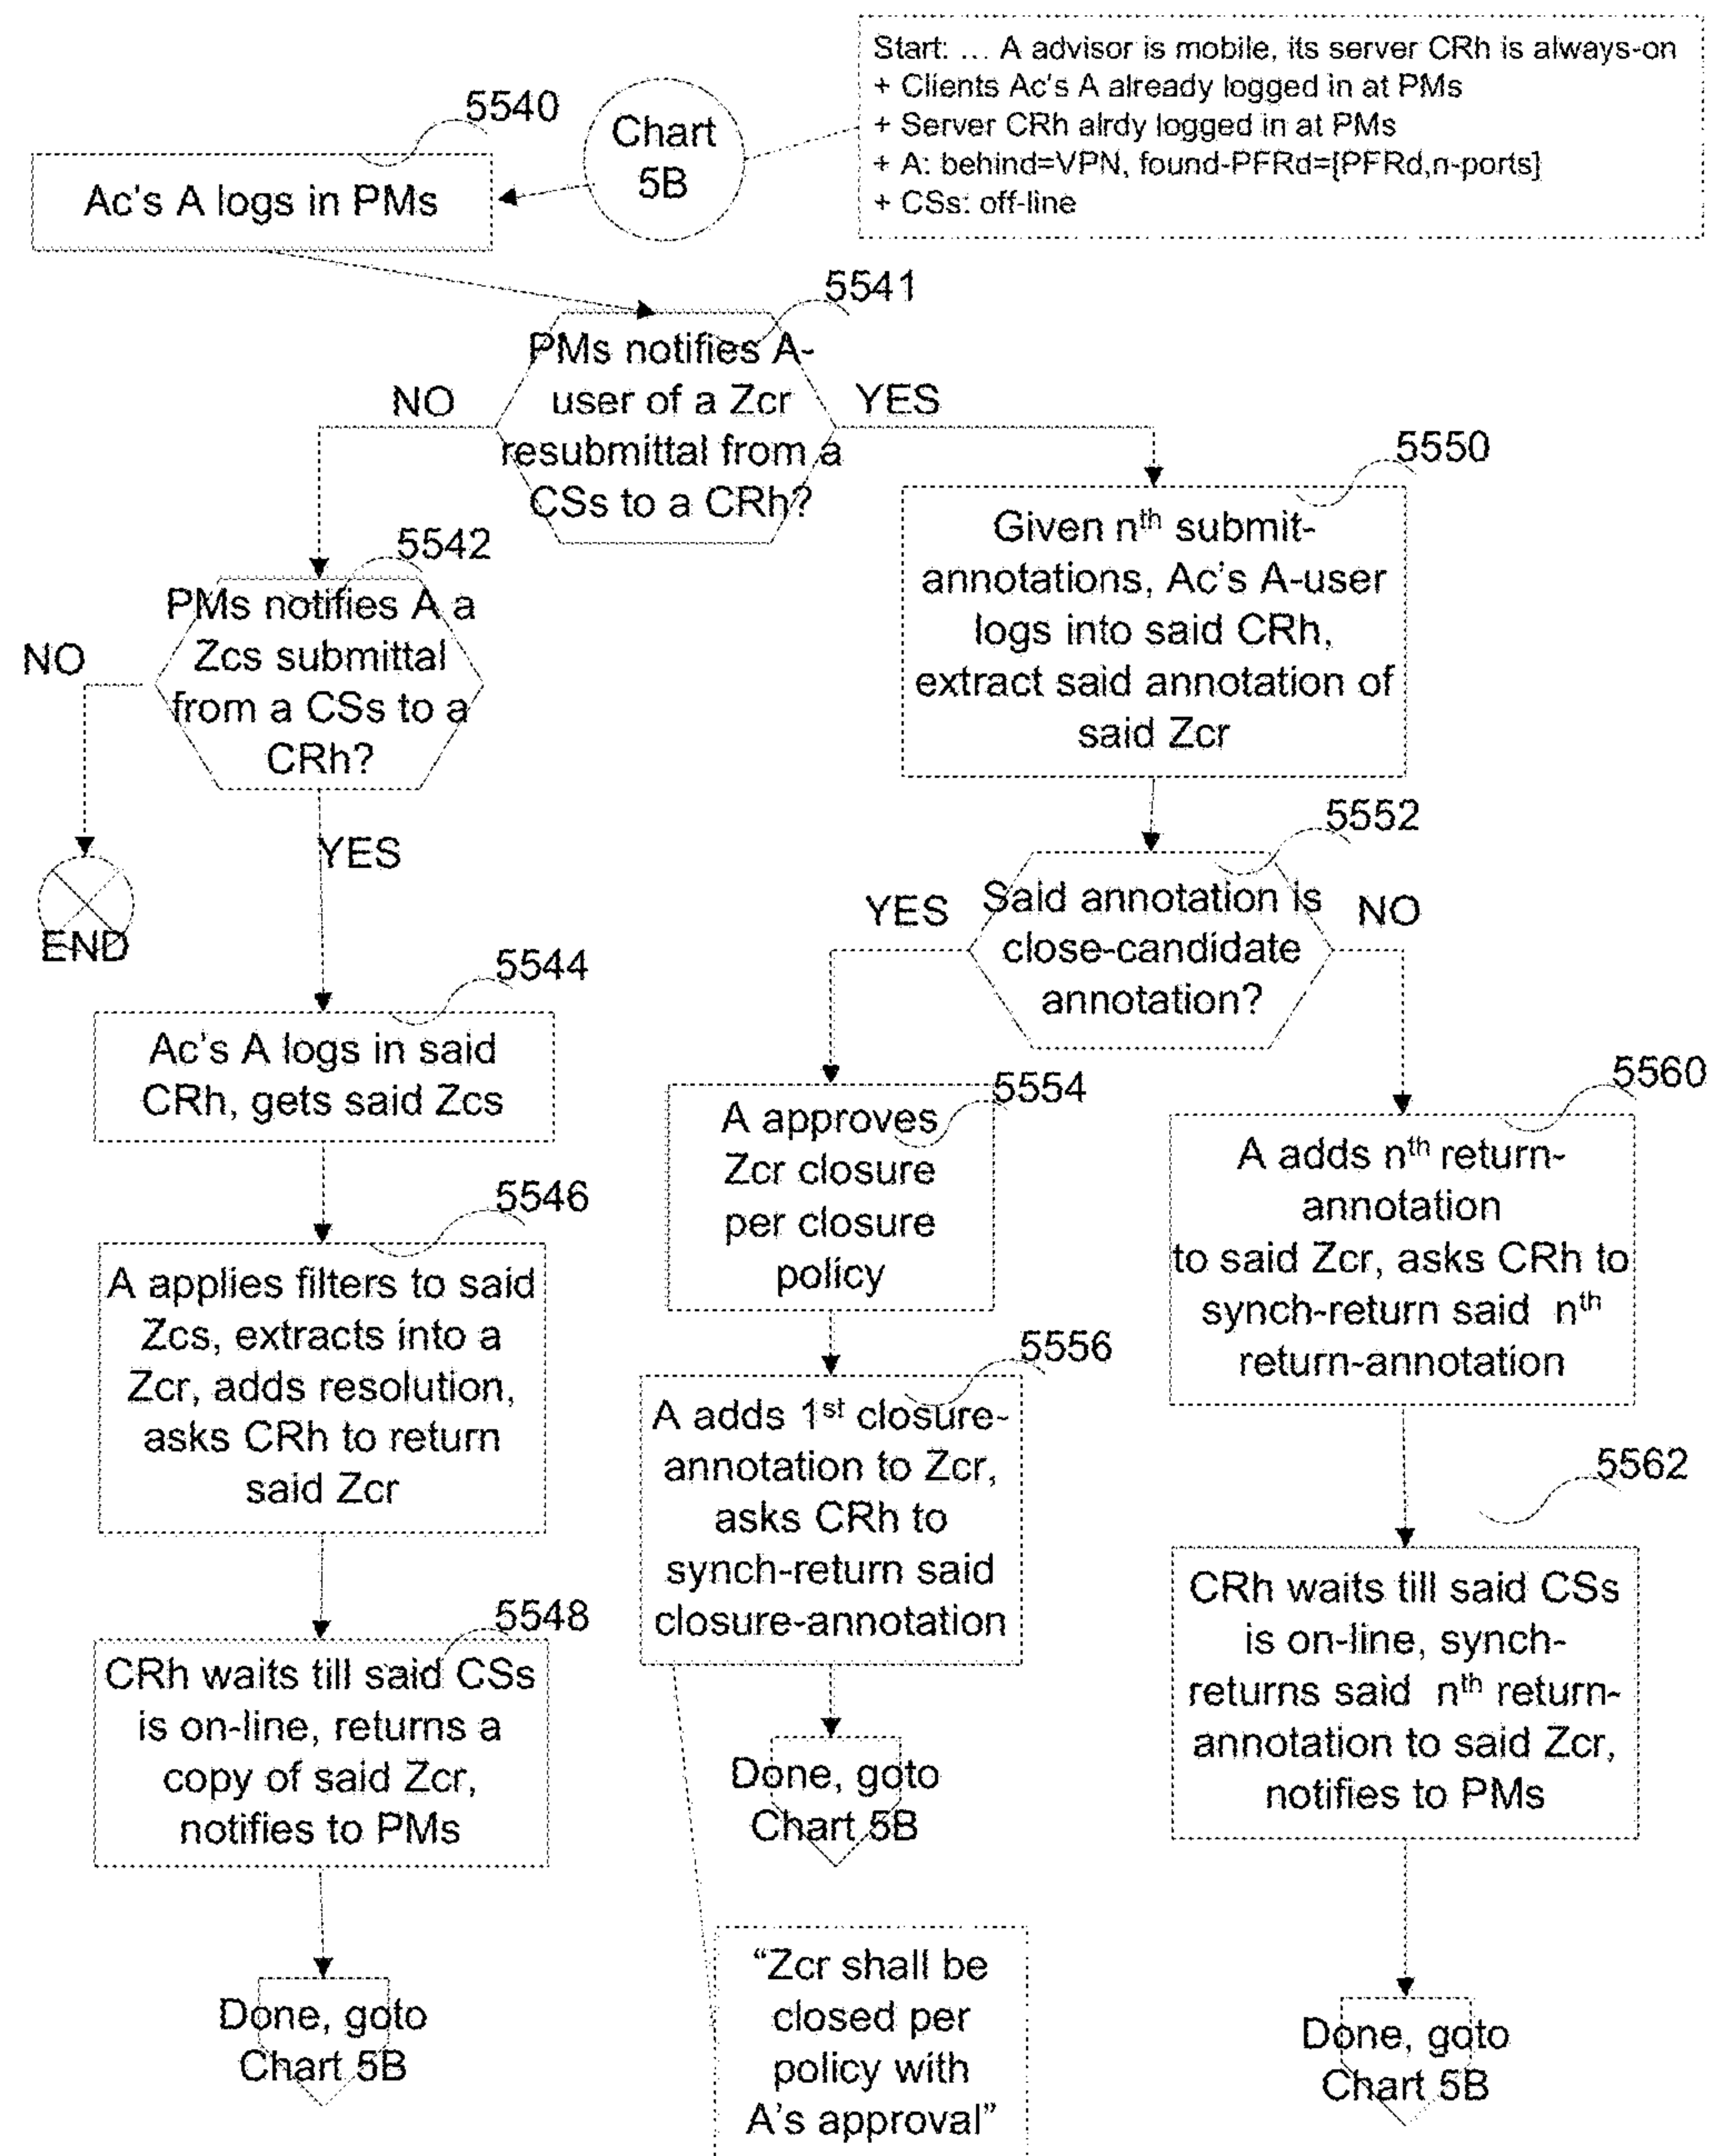 Start: ... A advisor is mobile, its server CRh is always-on
+ Clients Ac's A already logged in at PMs
+ Server CRh alrdy logged in at PMs
+ A: behind=VPN, found-PFRd=[PFRd,n-ports]
+ CSs: off-line
5540
Chart
5B
Ac's A logs in PMs
5541
PMs notifies A-
user of a Zcr
resubmittal from a
CSs to a CRh?
NO
YES
5542
PMs notifies A a
Zcs submittal
from a CSs to a
CRh?
NO
YES
END
5544
Ac's A logs in said
CRh, gets said Zcs
5546
A applies filters to said
Zcs, extracts into a
Zcr, adds resolution,
asks CRh to return
said Zcr
5548
CRh waits till said CSs
is on-line, returns a
copy of said Zcr,
notifies to PMs
Done, goto
Chart 5B
5550
Given nth submit-
annotations, Ac's A-user
logs into said CRh,
extract said annotation of
said Zcr
5552
Said annotation is
close-candidate
annotation?
YES
NO
5554
A approves
Zcr closure
per closure
policy
5556
A adds 1st closure-
annotation to Zcr,
asks CRh to
synch-return said
closure-annotation
Done, goto
Chart 5B
“Zcr shall be
closed per
policy with
A's approval”
5560
A adds nth return-
annotation
to said Zcr, asks CRh to
synch-return said nth
return-annotation
5562
CRh waits till said CSs
is on-line, synch-
returns said nth return-
annotation to said Zcr,
notifies to PMs
Done, goto
Chart 5B